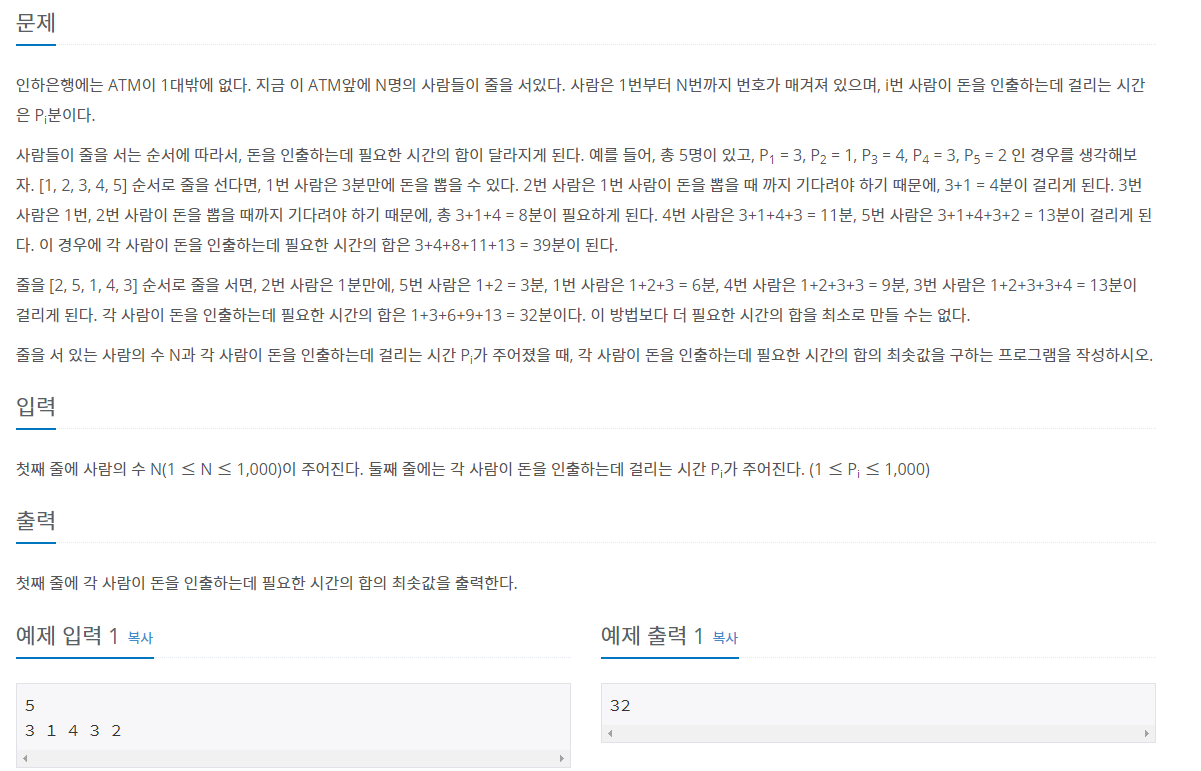 문제
인하은행에는 ATM이 1대밖에 없다. 지금 이 ATM앞에 N명의 사람들이 줄을 서있다. 사람은 1번부터 N번까지 번호가 매겨져 있으며, i번 사람이 돈을 인출하는데 걸리는 시간
은 Pi분이다.
사람들이 줄을 서는 순서에 따라서, 돈을 인출하는데 필요한 시간의 합이 달라지게 된다. 예를 들어, 총 5명이 있고, P1 = 3, P2 = 1, P3 = 4, P4 = 3, P5 = 2 인 경우를 생각해보
자. [1, 2, 3, 4, 5] 순서로 줄을 선다면, 1번 사람은 3분만에 돈을 뽑을 수 있다. 2번 사람은 1번 사람이 돈을 뽑을 때 까지 기다려야 하기 때문에, 3+1 = 4분이 걸리게 된다. 3번
사람은 1번, 2번 사람이 돈을 뽑을 때까지 기다려야 하기 때문에, 총 3+1+4 = 8분이 필요하게 된다. 4번 사람은 3+1+4+3 = 11분, 5번 사람은 3+1+4+3+2 = 13분이 걸리게 된
다. 이 경우에 각 사람이 돈을 인출하는데 필요한 시간의 합은 3+4+8+11+13 = 39분이 된다.
줄을 [2, 5, 1, 4, 3] 순서로 줄을 서면, 2번 사람은 1분만에, 5번 사람은 1+2 = 3분, 1번 사람은 1+2+3 = 6분, 4번 사람은 1+2+3+3 = 9분, 3번 사람은 1+2+3+3+4 = 13분이
걸리게 된다. 각 사람이 돈을 인출하는데 필요한 시간의 합은 1+3+6+9+13 = 32분이다. 이 방법보다 더 필요한 시간의 합을 최소로 만들 수는 없다.
줄을 서 있는 사람의 수 N과 각 사람이 돈을 인출하는데 걸리는 시간 Pi가 주어졌을 때, 각 사람이 돈을 인출하는데 필요한 시간의 합의 최솟값을 구하는 프로그램을 작성하시오.
입력
첫째 줄에 사람의 수 N(1 ≤ N ≤ 1,000)이 주어진다. 둘째 줄에는 각 사람이 돈을 인출하는데 걸리는 시간 Pi가 주어진다. (1 ≤ Pi ≤ 1,000)
출력
첫째 줄에 각 사람이 돈을 인출하는데 필요한 시간의 합의 최솟값을 출력한다.
예제 입력 1 복사
5
3 1 4 3 2
예제 출력 1 복사
32